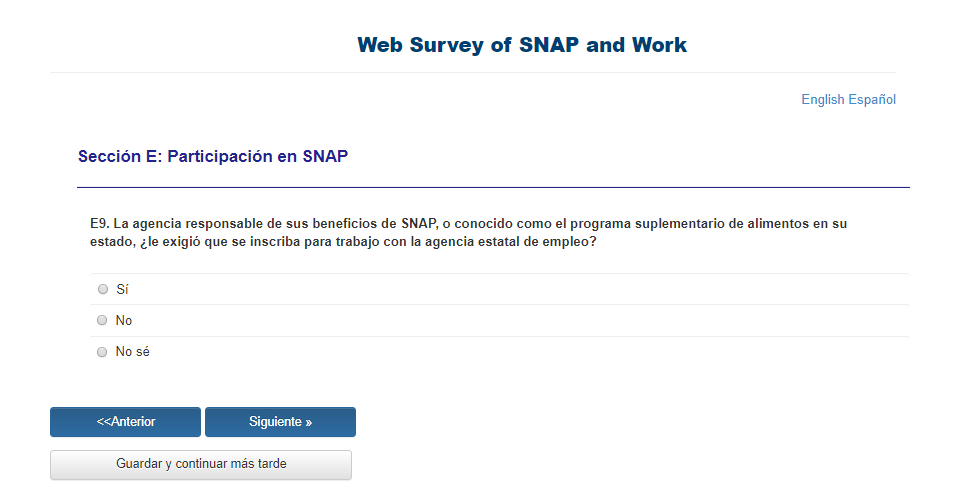 Web Survey of SNAP and Work
English Español
Sección E: Participación en SNAP
E9. La agencia responsable de sus beneficios de SNAP, o conocido como el programa suplementario de alimentos en su
estado, ¿le exigió que se inscriba para trabajo con la agencia estatal de empleo?
Sí
No
No sé
<<Anterior
Siguiente »
Guardar y continuar más tarde